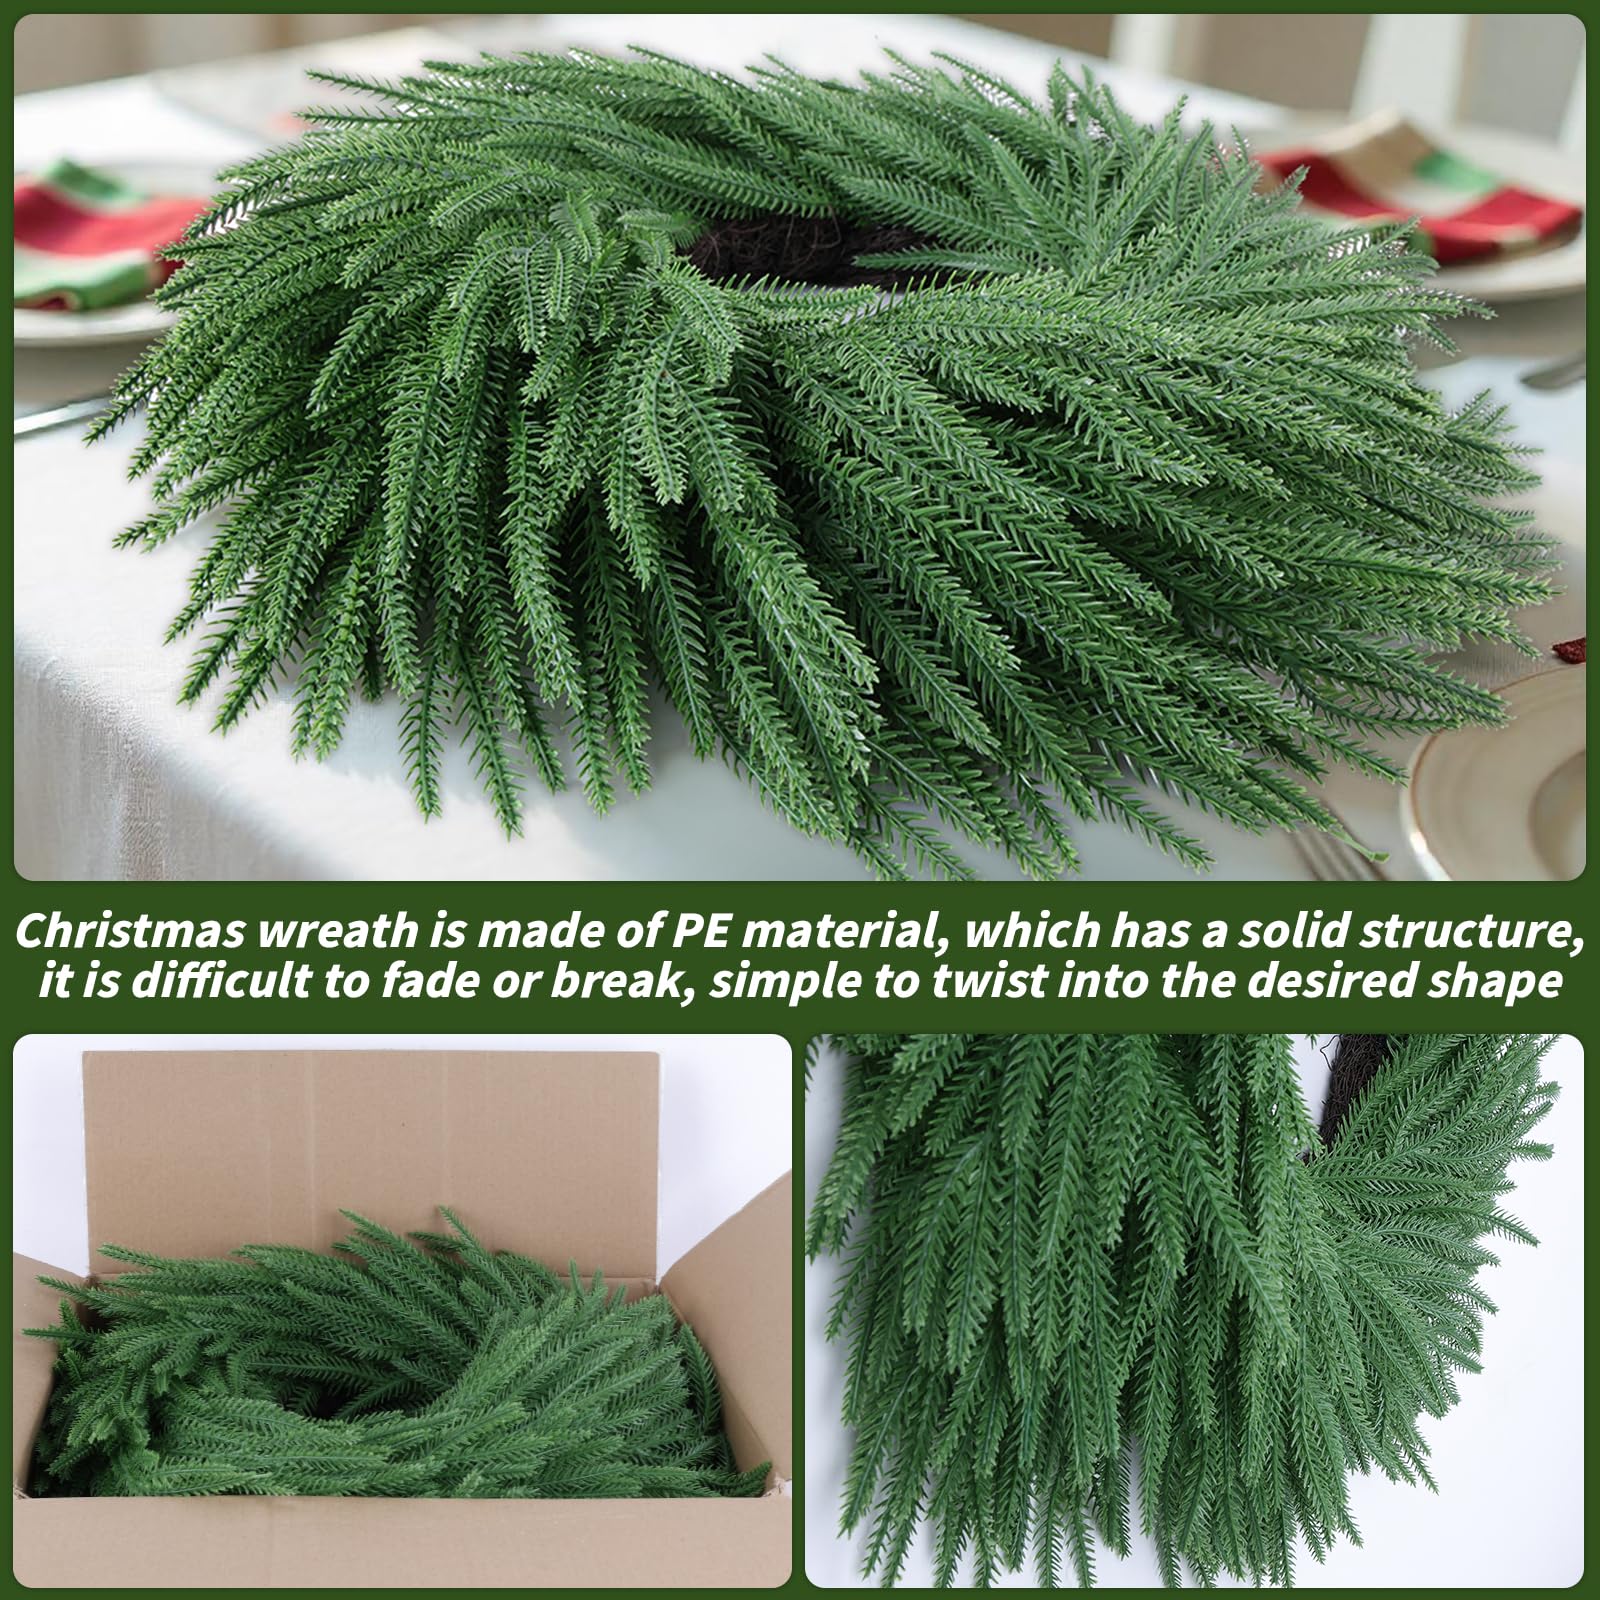 Christmas wreath is made of PE material, which has a solid structure,
it is difficult to fade or break, simple to twist into the desired shape